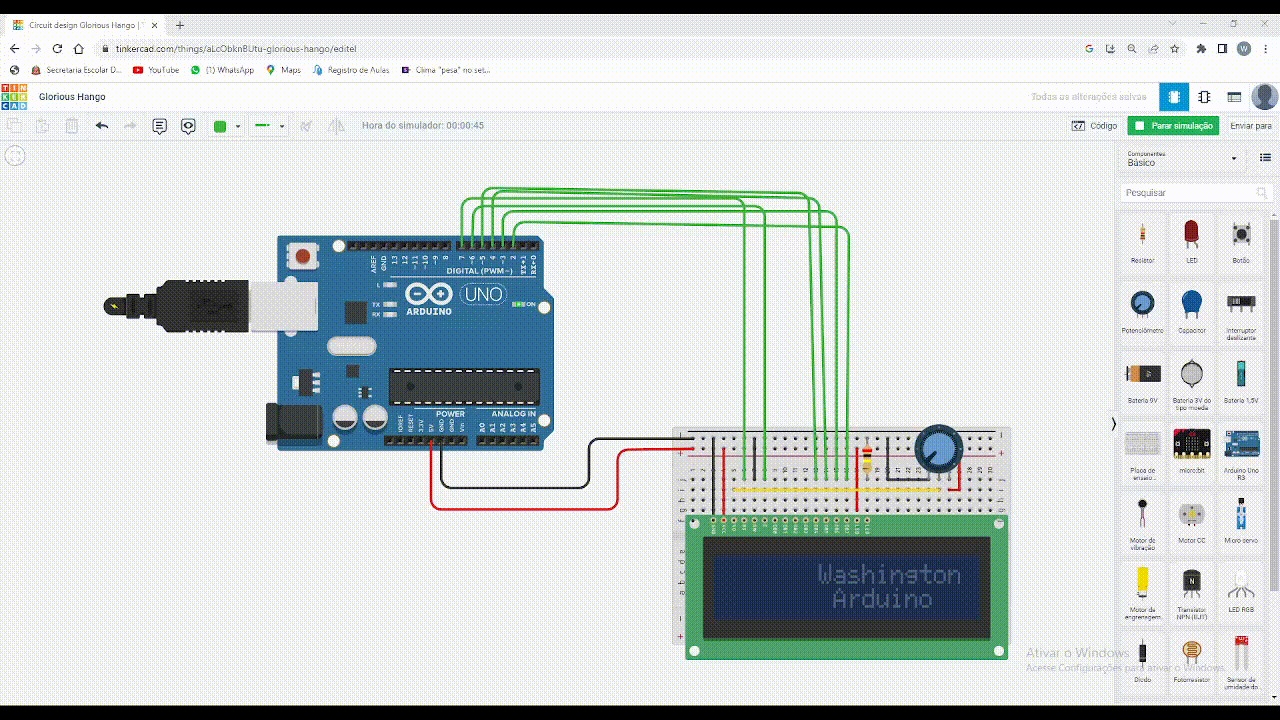 Circuit design Glorious Hango | T
tinkercad.com/things/aLcObknBUtu-glorious-hango/editel
W
Secretaria Escolar D...
YouTube
(1) WhatsApp
Maps
Registro de Aulas
Clima "pesa" no set...
TIN
KER
CAD
Glorious Hango
Todas as alterações salvas
Hora do simulador: 00:00:45
Código
Parar simulação
Enviar para
Componentes
Básico
Pesquisar
Resistor
LED
Botão
Potenciômetro
Capacitor
Interruptor deslizante
Bateria 9V
Bateria 3V do tipo moeda
Bateria 1,5V
Placa de ensaio...
micro:bit
Arduino Uno R3
Motor de vibração
Motor CC
Micro servo
Motor de engrenagem...
Transistor NPN (BJT)
LED RGB
Diodo
Fotorresistor
Sensor de umidade do...
AREF
GND
13
12
~11
~10
~9
8
7
~6
~5
4
~3
2
TX→1
RX←0
DIGITAL (PWM~)
L
TX
RX
UNO
ARDUINO
ON
POWER
ANALOG IN
IOREF
RESET
3.3V
5V
GND
GND
Vin
A0
A1
A2
A3
A4
A5
Washington
Arduino
Ativar o Windows
Acesse Configurações para ativar o Windows.